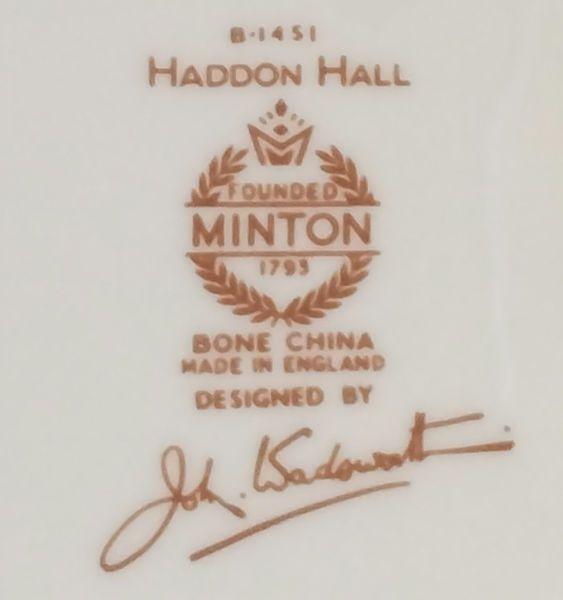 B-1451
HADDON HALL
FOUNDED
MINTON
1793
BONE CHINA
MADE IN ENGLAND
DESIGNED BY
John Wadsworth